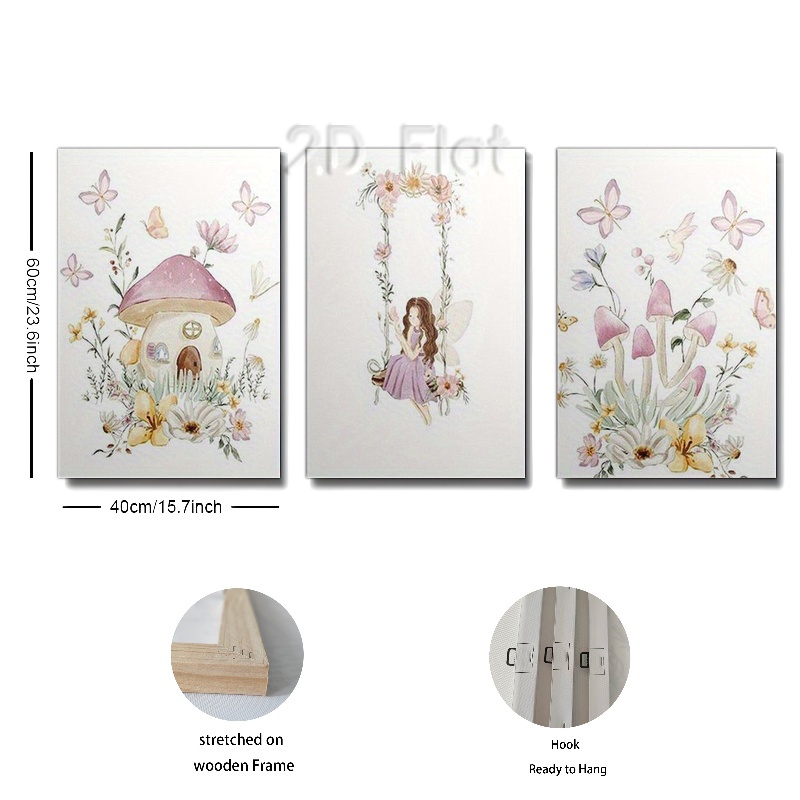 2D Flat
60cm/23.6inch
40cm/15.7inch
stretched on
wooden Frame
Hook
Ready to Hang